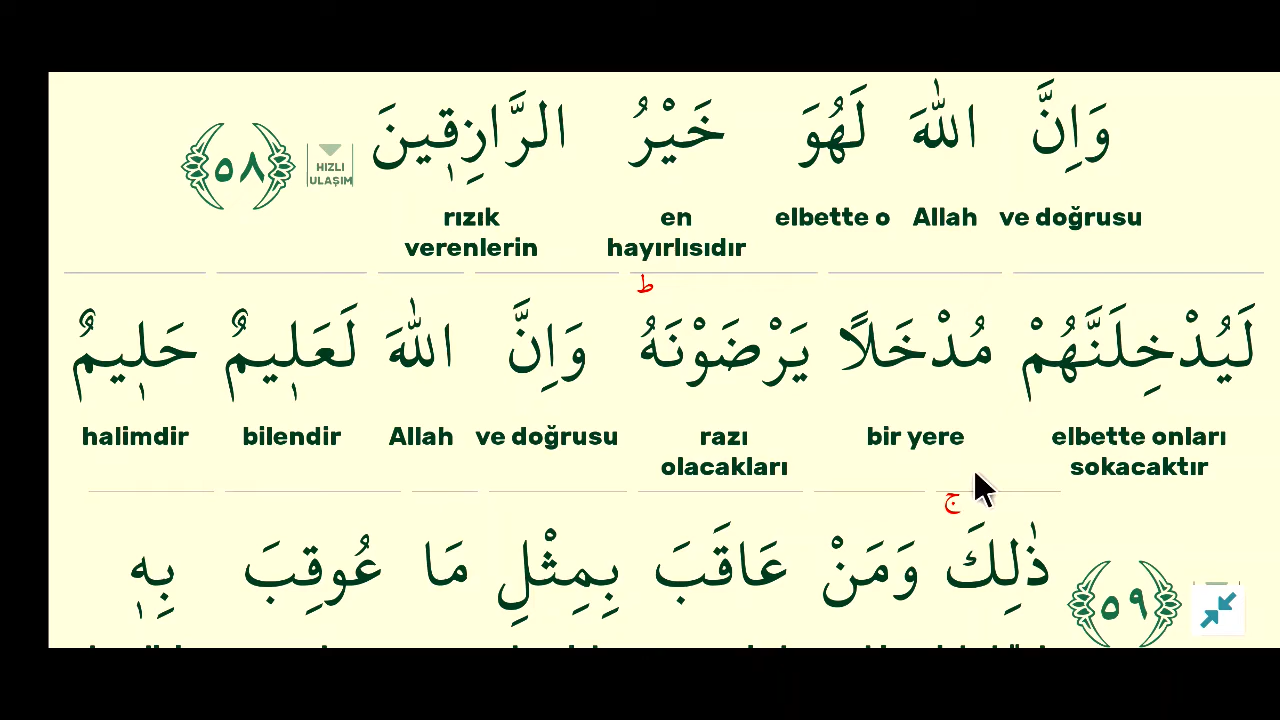 وَاِنَّ اللّٰهَ لَهُوَ خَيْرُ الرَّازِقٖينَ ﴿٥٨﴾
HIZLI
ULAŞIM
ve doğrusu Allah elbette o en hayırlısıdır rızık verenlerin
ط
لَيُدْخِلَنَّهُمْ مُدْخَلًا يَرْضَوْنَهُ وَاِنَّ اللّٰهَ لَعَلٖيمٌ حَلٖيمٌ
elbette onları sokacaktır bir yere razı olacakları ve doğrusu Allah bilendir halimdir
ج
﴿٥٩﴾ ذٰلِكَ وَمَنْ عَاقَبَ بِمِثْلِ مَا عُوقِبَ بِهٖ